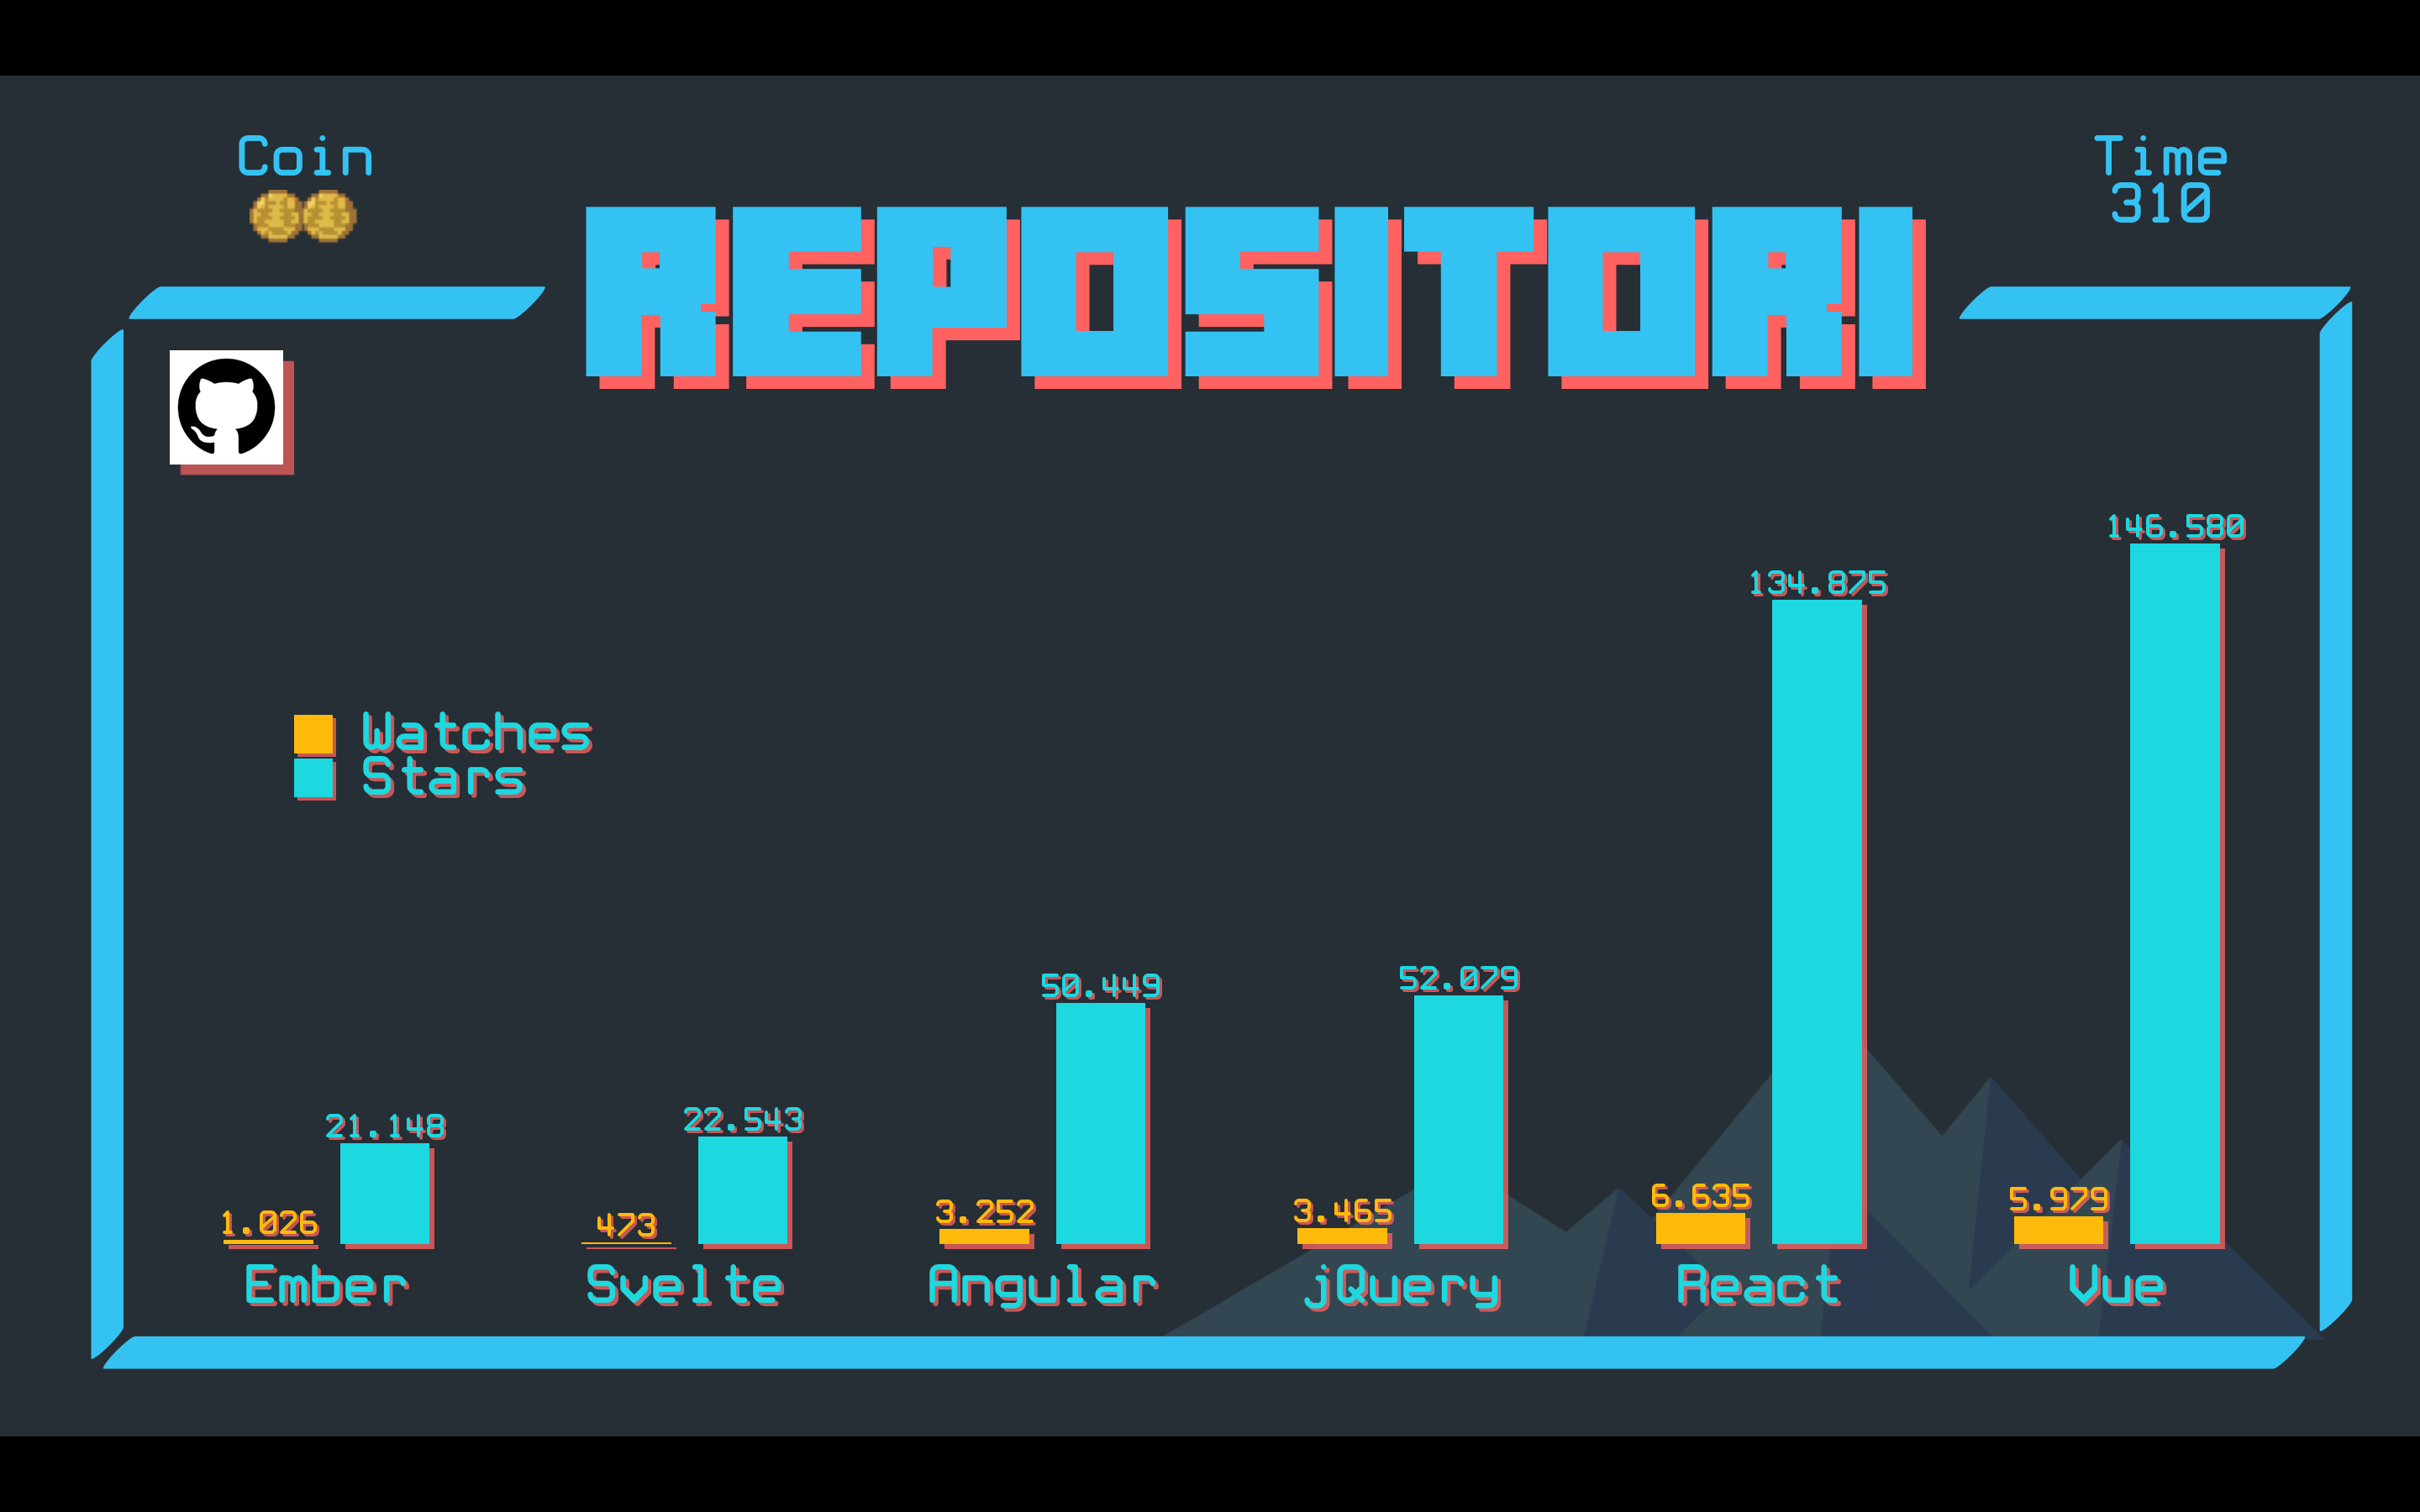 Coin
Time
310
REPOSITORI
Watches
Stars
1.026
21.148
473
22.543
3.252
50.449
3.465
52.079
6.635
134.875
5.979
146.580
Ember
Svelte
Angular
jQuery
React
Vue